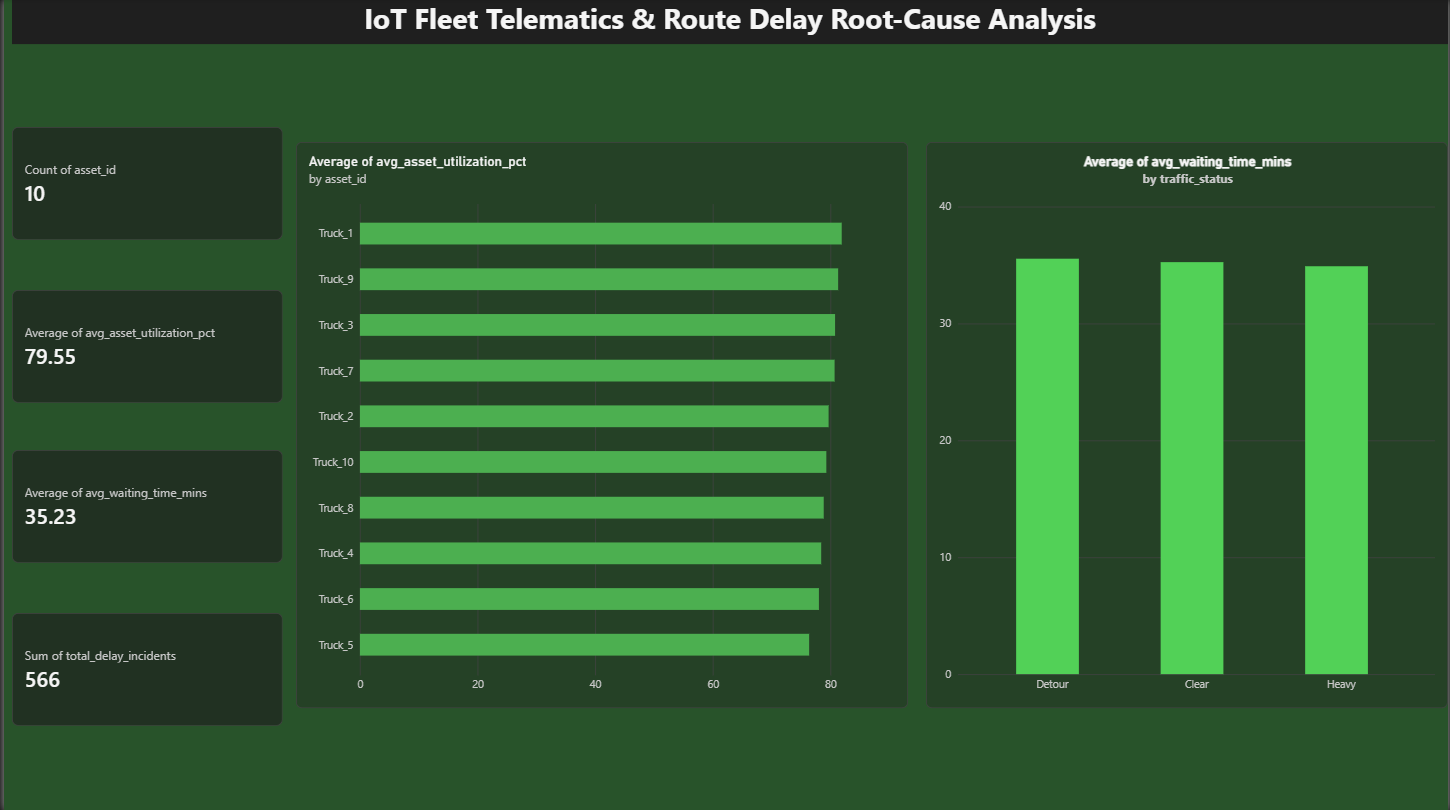 IoT Fleet Telematics & Route Delay Root-Cause Analysis
Count of asset_id
10
Average of avg_asset_utilization_pct
79.55
Average of avg_waiting_time_mins
35.23
Sum of total_delay_incidents
566
Average of avg_asset_utilization_pct
by asset_id
Truck_1
Truck_9
Truck_3
Truck_7
Truck_2
Truck_10
Truck_8
Truck_4
Truck_6
Truck_5
0 20 40 60 80
Average of avg_waiting_time_mins
by traffic_status
40
30
20
10
0
Detour Clear Heavy